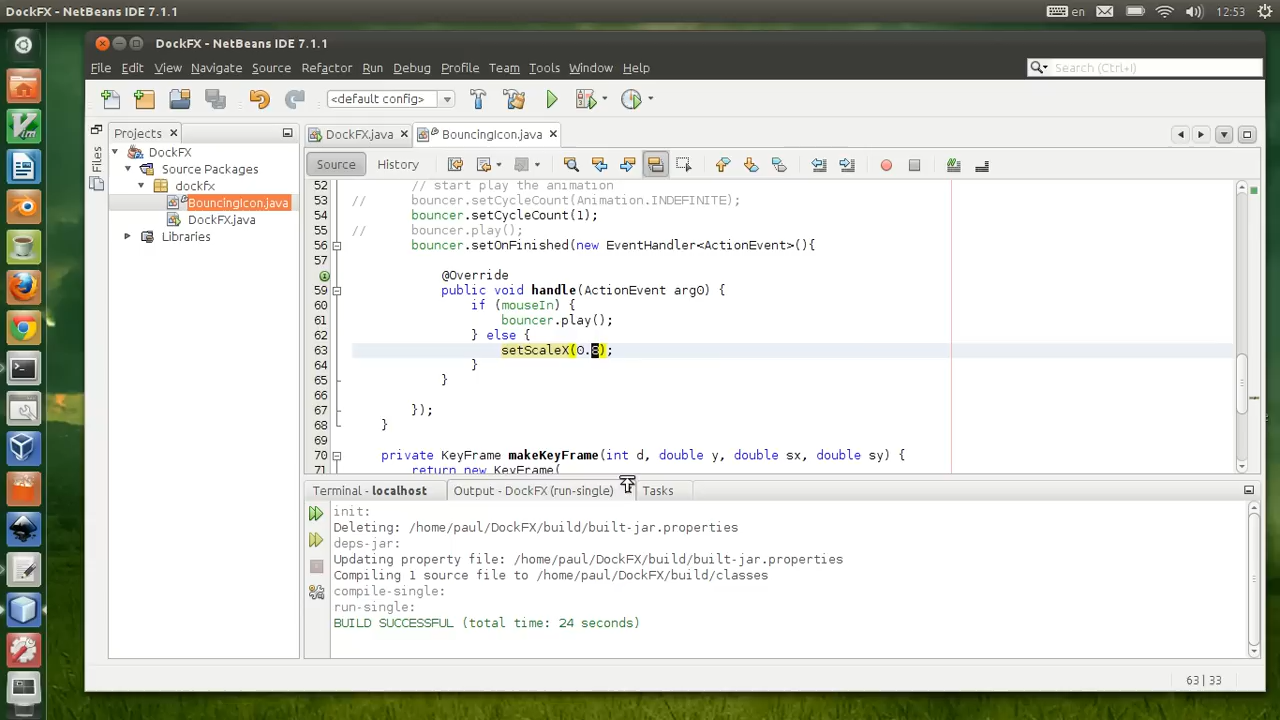 DockFX - NetBeans IDE 7.1.1
en
12:53
DockFX - NetBeans IDE 7.1.1
File Edit View Navigate Source Refactor Run Debug Profile Team Tools Window Help
Search (Ctrl+I)
<default config>
Files
Projects
DockFX
Source Packages
dockfx
BouncingIcon.java
DockFX.java
Libraries
DockFX.java
BouncingIcon.java
Source History
52 // start play the animation
53 // bouncer.setCycleCount(Animation.INDEFINITE);
54 bouncer.setCycleCount(1);
55 // bouncer.play();
56 bouncer.setOnFinished(new EventHandler<ActionEvent>(){
57
@Override
59 public void handle(ActionEvent arg0) {
60 if (mouseIn) {
61 bouncer.play();
62 } else {
63 setScaleX(0.8);
64 }
65 }
66
67 });
68 }
69
70 private KeyFrame makeKeyFrame(int d, double y, double sx, double sy) {
71 return new KeyFrame(
Terminal - localhost
Output - DockFX (run-single)
Tasks
init:
Deleting: /home/paul/DockFX/build/built-jar.properties
deps-jar:
Updating property file: /home/paul/DockFX/build/built-jar.properties
Compiling 1 source file to /home/paul/DockFX/build/classes
compile-single:
run-single:
BUILD SUCCESSFUL (total time: 24 seconds)
63 | 33